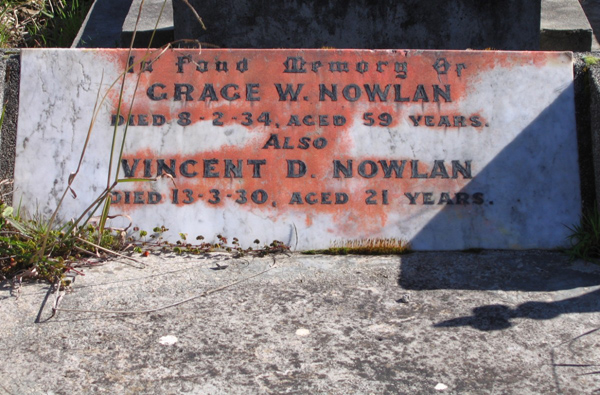 In Fond Memory Of
GRACE W. NOWLAN
DIED 8-2-34, AGED 59 YEARS.
Also
VINCENT D. NOWLAN
DIED 13-3-30, AGED 21 YEARS.